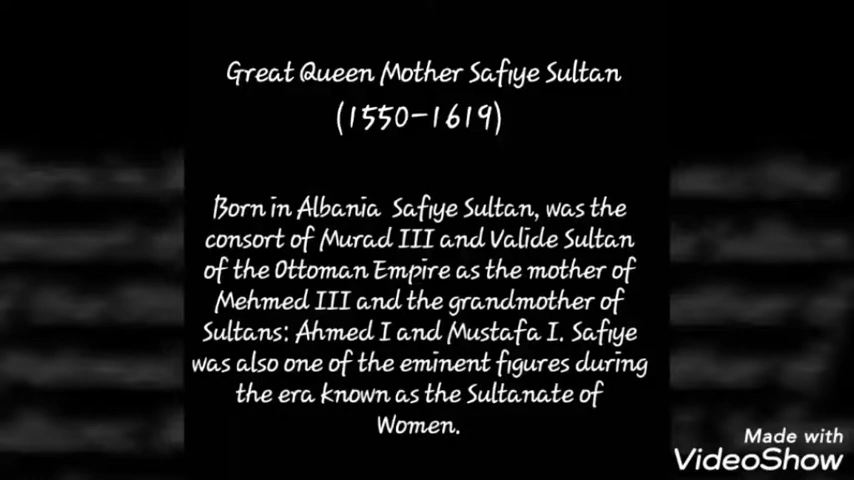 Great Queen Mother Safiye Sultan
(1550-1619)
Born in Albania Safiye Sultan, was the
consort of Murad III and Valide Sultan
of the Ottoman Empire as the mother of
Mehmed III and the grandmother of
Sultans: Ahmed I and Mustafa I. Safiye
was also one of the eminent figures during
the era known as the Sultanate of
Women.
Made with
VideoShow